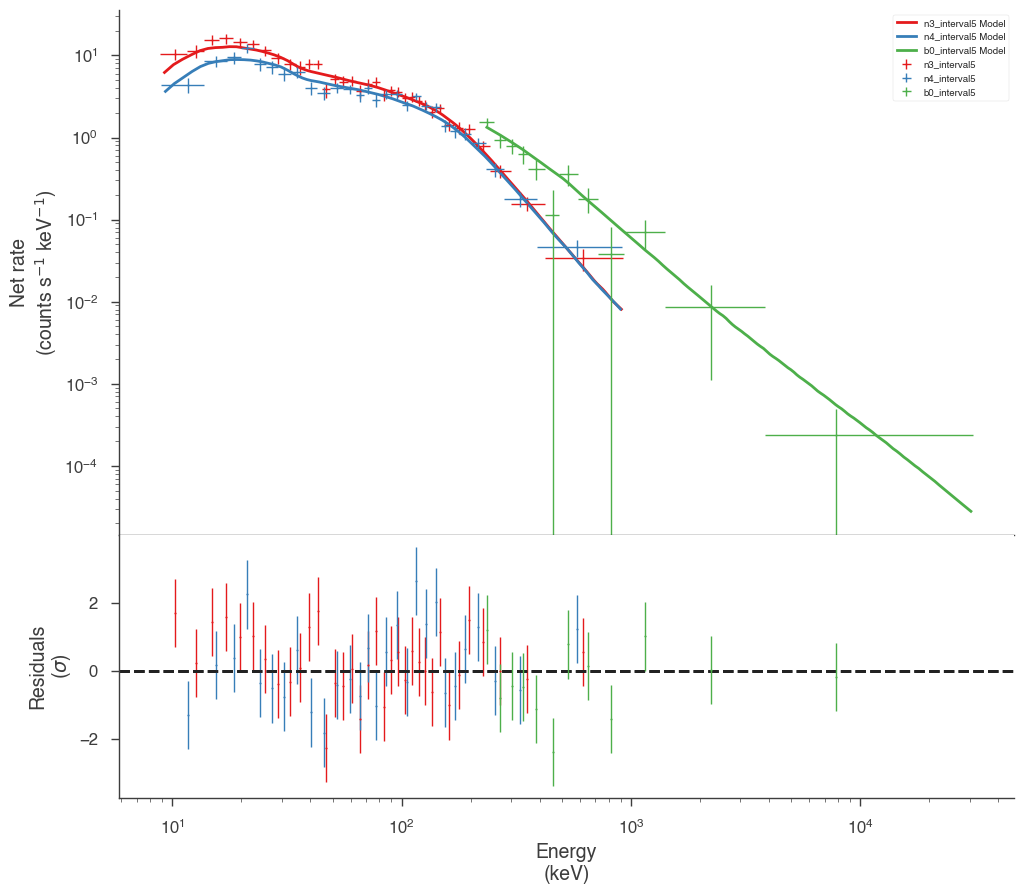 n3_interval5 Model
n4_interval5 Model
b0_interval5 Model
n3_interval5
n4_interval5
b0_interval5
10¹
10⁰
10⁻¹
10⁻²
10⁻³
10⁻⁴
Net rate
(counts s⁻¹ keV⁻¹)
2
0
−2
Residuals
(σ)
10¹ 10² 10³ 10⁴
Energy
(keV)